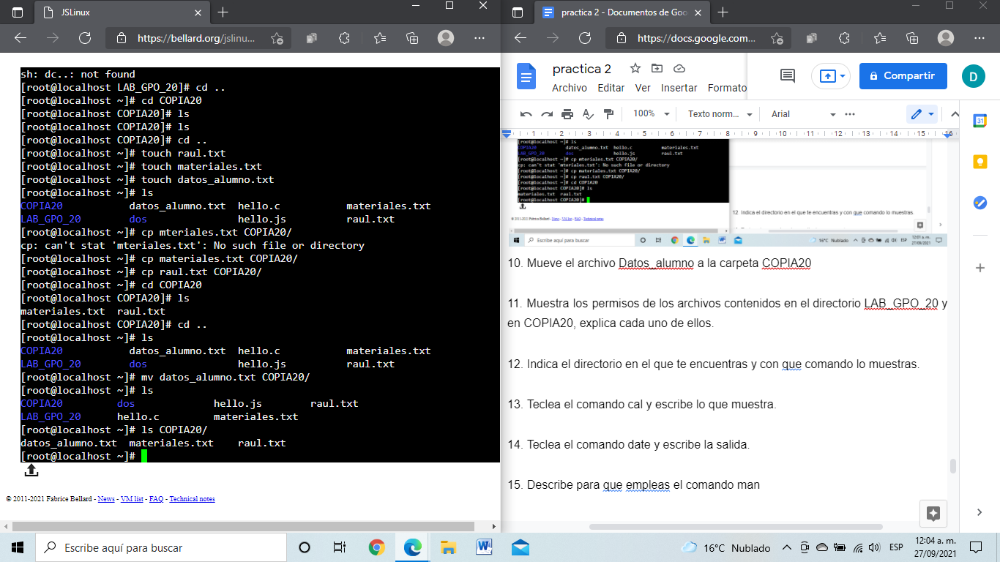 JSLinux
https://bellard.org/jslinu...
sh: dc..: not found
[root@localhost LAB_GPO_20]# cd ..
[root@localhost ~]# cd COPIA20
[root@localhost COPIA20]# ls
[root@localhost COPIA20]# ls
[root@localhost COPIA20]# cd ..
[root@localhost ~]# touch raul.txt
[root@localhost ~]# touch materiales.txt
[root@localhost ~]# touch datos_alumno.txt
[root@localhost ~]# ls
COPIA20 datos_alumno.txt hello.c materiales.txt
LAB_GPO_20 dos hello.js raul.txt
[root@localhost ~]# cp mteriales.txt COPIA20/
cp: can't stat 'mteriales.txt': No such file or directory
[root@localhost ~]# cp materiales.txt COPIA20/
[root@localhost ~]# cp raul.txt COPIA20/
[root@localhost ~]# cd COPIA20
[root@localhost COPIA20]# ls
materiales.txt raul.txt
[root@localhost COPIA20]# cd ..
[root@localhost ~]# ls
COPIA20 datos_alumno.txt hello.c materiales.txt
LAB_GPO_20 dos hello.js raul.txt
[root@localhost ~]# mv datos_alumno.txt COPIA20/
[root@localhost ~]# ls
COPIA20 dos hello.js raul.txt
LAB_GPO_20 hello.c materiales.txt
[root@localhost ~]# ls COPIA20/
datos_alumno.txt materiales.txt raul.txt
[root@localhost ~]#
© 2011-2021 Fabrice Bellard - News - VM list - FAQ - Technical notes
practica 2 - Documentos de Goo
https://docs.google.com...
practica 2
Archivo Editar Ver Insertar Formato
Compartir
D
100% Texto norm... Arial
1 2 3 4 5 6 7 8 9 10 11 12 13 14 15 16
31
[root@localhost ~]# ls
COPIA20 datos_alumno.txt hello.c materiales.txt
LAB_GPO_20 dos hello.js raul.txt
[root@localhost ~]# cp mteriales.txt COPIA20/
cp: can't stat 'mteriales.txt': No such file or directory
[root@localhost ~]# cp materiales.txt COPIA20/
[root@localhost ~]# cp raul.txt COPIA20/
[root@localhost ~]# cd COPIA20
[root@localhost COPIA20]# ls
materiales.txt raul.txt
[root@localhost COPIA20]#
12. Indica el directorio en el que te encuentras y con que comando lo muestras
© 2011-2021 Fabrice Bellard - News - VM list - FAQ - Technical notes
Escribe aquí para buscar
16°C Nublado
ESP
12:01 a. m.
27/09/2021
10. Mueve el archivo Datos_alumno a la carpeta COPIA20
11. Muestra los permisos de los archivos contenidos en el directorio LAB_GPO_20 y
en COPIA20, explica cada uno de ellos.
12. Indica el directorio en el que te encuentras y con que comando lo muestras.
13. Teclea el comando cal y escribe lo que muestra.
14. Teclea el comando date y escribe la salida.
15. Describe para que empleas el comando man
Escribe aquí para buscar
16°C Nublado
ESP
12:04 a. m.
27/09/2021